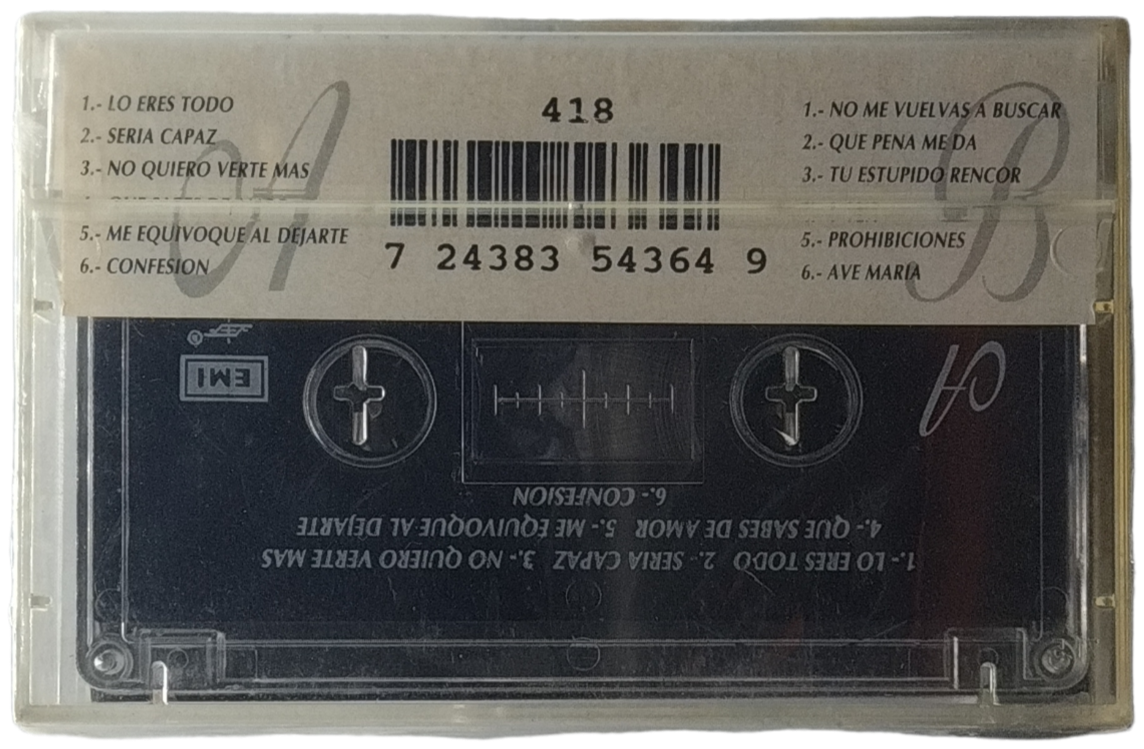 1.- LO ERES TODO
2.- SERIA CAPAZ
3.- NO QUIERO VERTE MAS
5.- ME EQUIVOQUE AL DEJARTE
6.- CONFESION
A
418
7 24383 54364 9
1.- NO ME VUELVAS A BUSCAR
2.- QUE PENA ME DA
3.- TU ESTUPIDO RENCOR
5.- PROHIBICIONES
6.- AVE MARIA
B
A
EMI
1.- LO ERES TODO 2.- SERIA CAPAZ 3.- NO QUIERO VERTE MAS
4.- QUE SABES DE AMOR 5.- ME EQUIVOQUE AL DEJARTE
6.- CONFESION